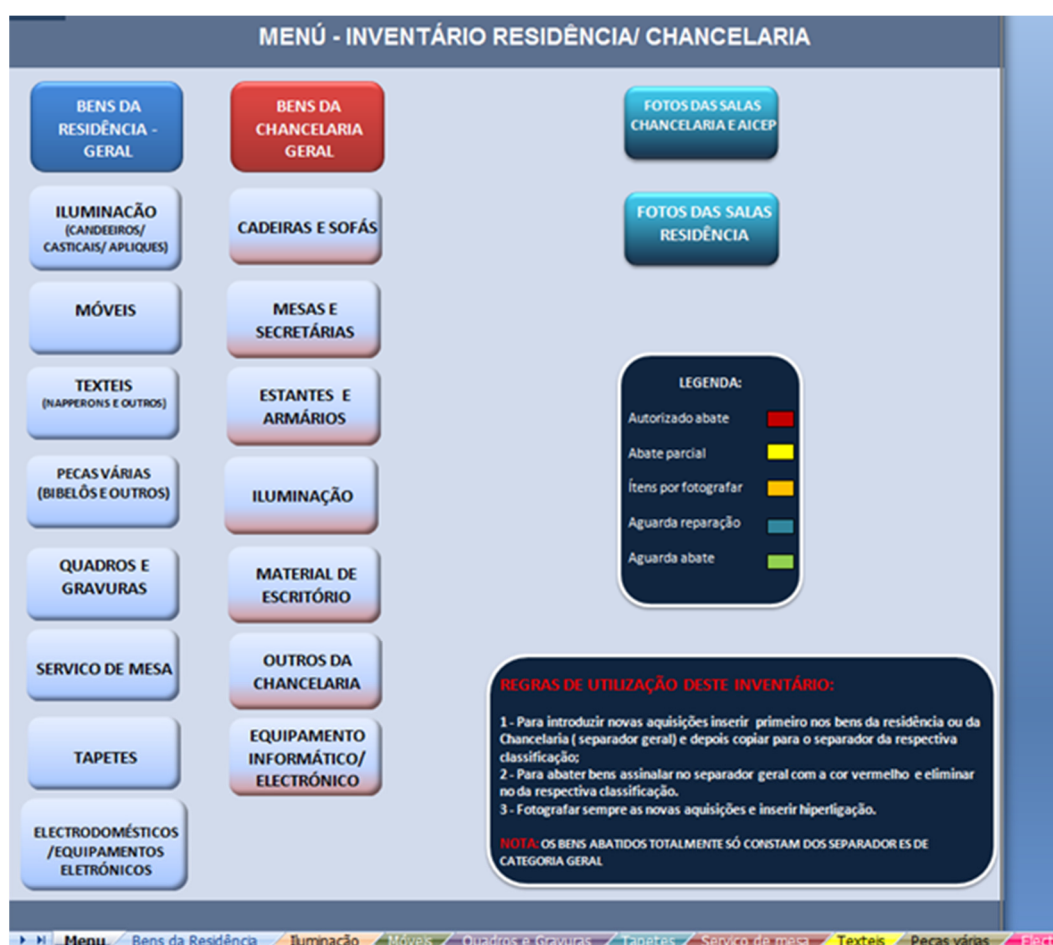 MENÚ - INVENTÁRIO RESIDÊNCIA/ CHANCELARIA
BENS DA
RESIDÊNCIA -
GERAL
ILUMINACÃO
(CANDEEIROS/
CASTICAIS/ APLIQUES)
MÓVEIS
TEXTEIS
(NAPPERONS E OUTROS)
PECAS VÁRIAS
(BIBELÔS E OUTROS)
QUADROS E
GRAVURAS
SERVICO DE MESA
TAPETES
ELECTRODOMÉSTICOS
/EQUIPAMENTOS
ELETRÓNICOS
BENS DA
CHANCELARIA
GERAL
CADEIRAS E SOFÁS
MESAS E
SECRETÁRIAS
ESTANTES E
ARMÁRIOS
ILUMINAÇÃO
MATERIAL DE
ESCRITÓRIO
OUTROS DA
CHANCELARIA
EQUIPAMENTO
INFORMÁTICO/
ELECTRÓNICO
FOTOS DAS SALAS
CHANCELARIA E AICEP
FOTOS DAS SALAS
RESIDÊNCIA
LEGENDA:
Autorizado abate
Abate parcial
Ítens por fotografar
Aguarda reparação
Aguarda abate
REGRAS DE UTILIZAÇÃO DESTE INVENTÁRIO:
1 - Para introduzir novas aquisições inserir primeiro nos bens da residência ou da
Chancelaria ( separador geral) e depois copiar para o separador da respectiva
classificação;
2 - Para abater bens assinalar no separador geral com a cor vermelho e eliminar
no da respectiva classificação.
3 - Fotografar sempre as novas aquisições e inserir hiperligação.
NOTA: OS BENS ABATIDOS TOTALMENTE SÓ CONSTAM DOS SEPARADOR ES DE
CATEGORIA GERAL
Menu Bens da Residência Iluminação Móveis Quadros e Gravuras Tapetes Serviço de mesa Texteis Peças várias